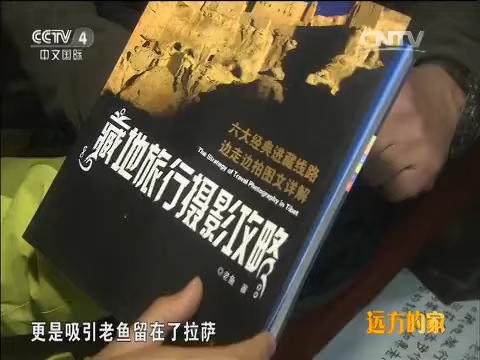 CCTV 4
中文国际
CNTV
六大经典进藏线路
边走边拍图文详解
The Strategy of Travel Photography in Tibet
藏地旅行摄影攻略
老鱼 著
更是吸引老鱼留在了拉萨
远方的家